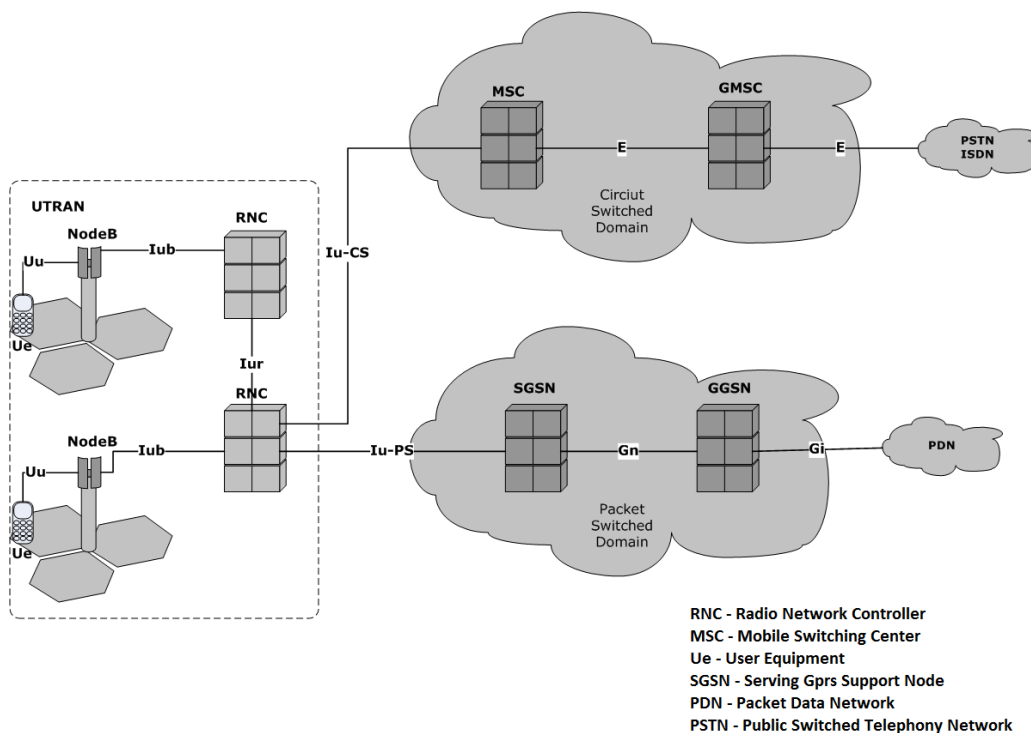 MSC
GMSC
E
E
PSTN
ISDN
Circiut
Switched
Domain
UTRAN
RNC
NodeB
Iub
Uu
Ue
Iu-CS
Iur
RNC
NodeB
Iub
Uu
Ue
Iu-PS
SGSN
GGSN
Gn
Gi
PDN
Packet
Switched
Domain
RNC - Radio Network Controller
MSC - Mobile Switching Center
Ue - User Equipment
SGSN - Serving Gprs Support Node
PDN - Packet Data Network
PSTN - Public Switched Telephony Network